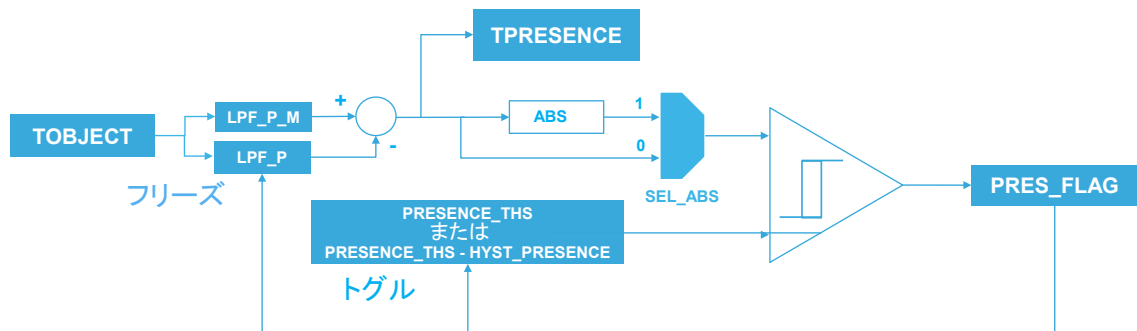 TPRESENCE
+
LPF_P_M
ABS
1
TOBJECT
-
LPF_P
0
フリーズ
SEL_ABS
PRES_FLAG
PRESENCE_THS
または
PRESENCE_THS - HYST_PRESENCE
トグル